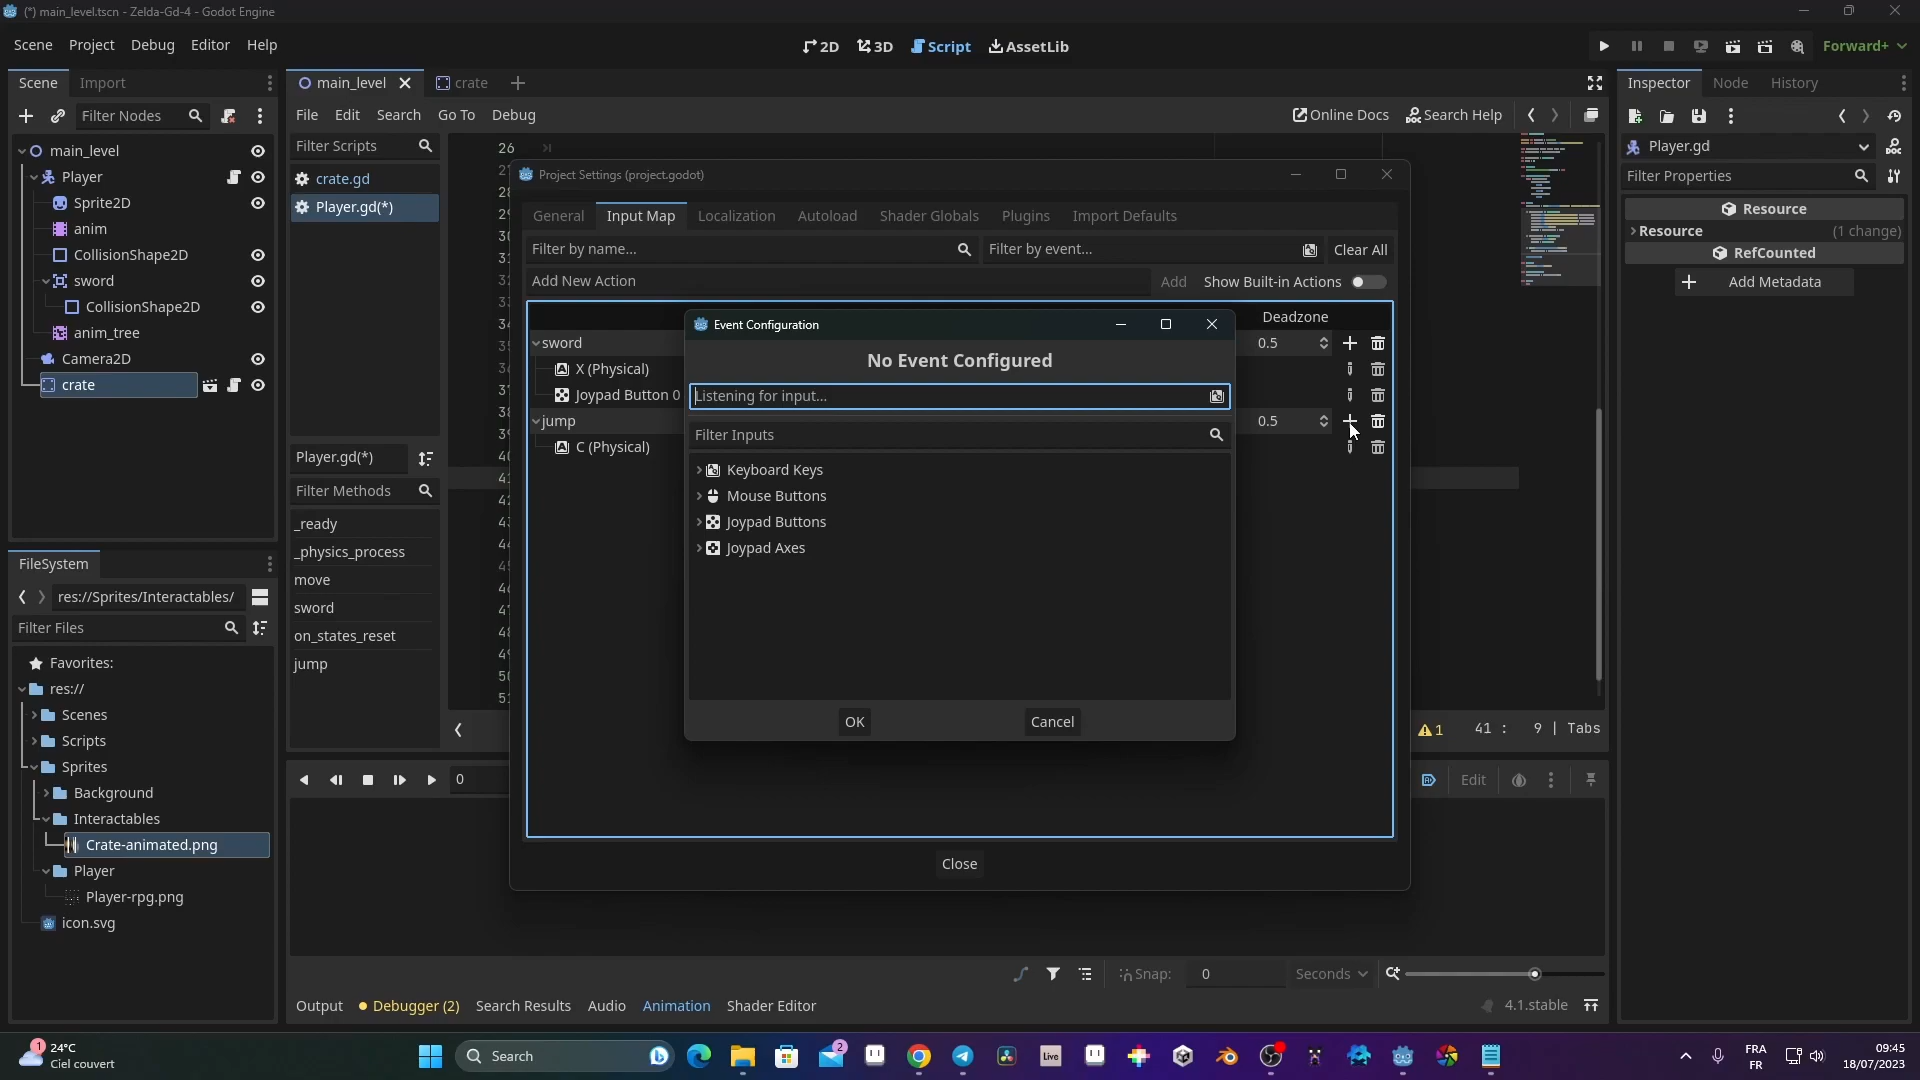 (*) main_level.tscn - Zelda-Gd-4 - Godot Engine
Scene Project Debug Editor Help
2D 3D Script AssetLib
Forward+
Scene Import
Filter Nodes
main_level
Player
Sprite2D
anim
CollisionShape2D
sword
CollisionShape2D
anim_tree
Camera2D
crate
FileSystem
res://Sprites/Interactables/
Filter Files
Favorites:
res://
Scenes
Scripts
Sprites
Background
Interactables
Crate-animated.png
Player
Player-rpg.png
icon.svg
main_level crate
File Edit Search Go To Debug
Online Docs Search Help
Filter Scripts
crate.gd
Player.gd(*)
Player.gd(*)
Filter Methods
_ready
_physics_process
move
sword
on_states_reset
jump
26
Project Settings (project.godot)
General Input Map Localization Autoload Shader Globals Plugins Import Defaults
Filter by name... Filter by event... Clear All
Add New Action Add Show Built-in Actions
Deadzone
sword 0.5
X (Physical)
Joypad Button 0
jump 0.5
C (Physical)
Event Configuration
No Event Configured
Listening for input...
Filter Inputs
Keyboard Keys
Mouse Buttons
Joypad Buttons
Joypad Axes
OK Cancel
Close
1 41 : 9 | Tabs
0
Edit
Snap: 0 Seconds
Output Debugger (2) Search Results Audio Animation Shader Editor
4.1.stable
Inspector Node History
Player.gd
Filter Properties
Resource
Resource (1 change)
RefCounted
Add Metadata
1
24°C
Ciel couvert
Search
2
Live
FRA
FR
09:45
18/07/2023